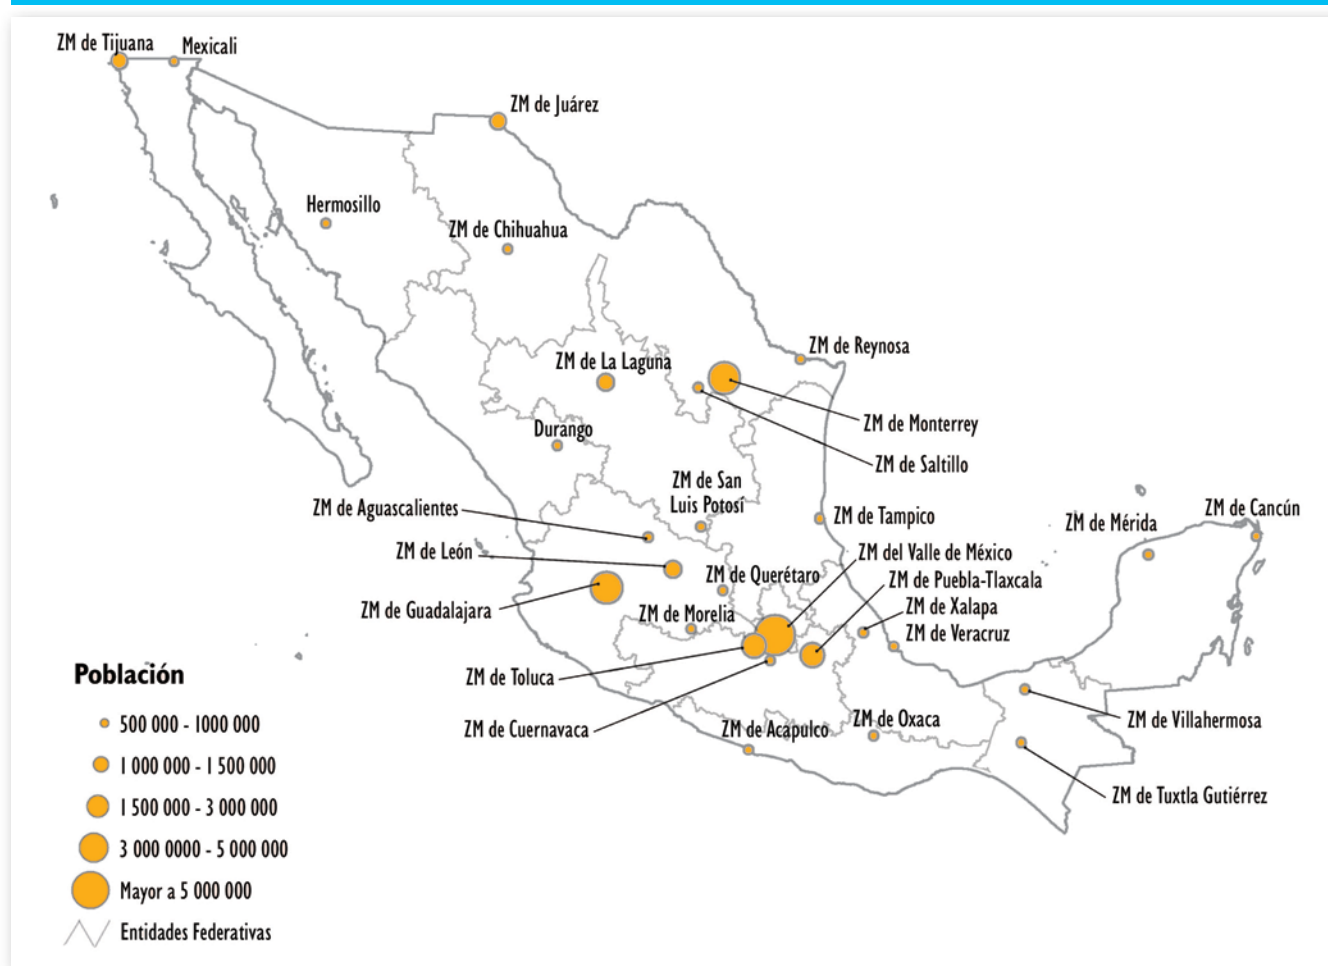 ZM de Tijuana
Mexicali
ZM de Juárez
Hermosillo
ZM de Chihuahua
ZM de Reynosa
ZM de La Laguna
ZM de Monterrey
Durango
ZM de Saltillo
ZM de San
Luis Potosí
ZM de Aguascalientes
ZM de Tampico
ZM de Mérida
ZM de Cancún
ZM de León
ZM del Valle de México
ZM de Querétaro
ZM de Puebla-Tlaxcala
ZM de Guadalajara
ZM de Morelia
ZM de Xalapa
ZM de Veracruz
ZM de Toluca
ZM de Cuernavaca
ZM de Acapulco
ZM de Oxaca
ZM de Villahermosa
ZM de Tuxtla Gutiérrez
Población
500 000 - 1000 000
1 000 000 - 1 500 000
1 500 000 - 3 000 000
3 000 0000 - 5 000 000
Mayor a 5 000 000
Entidades Federativas